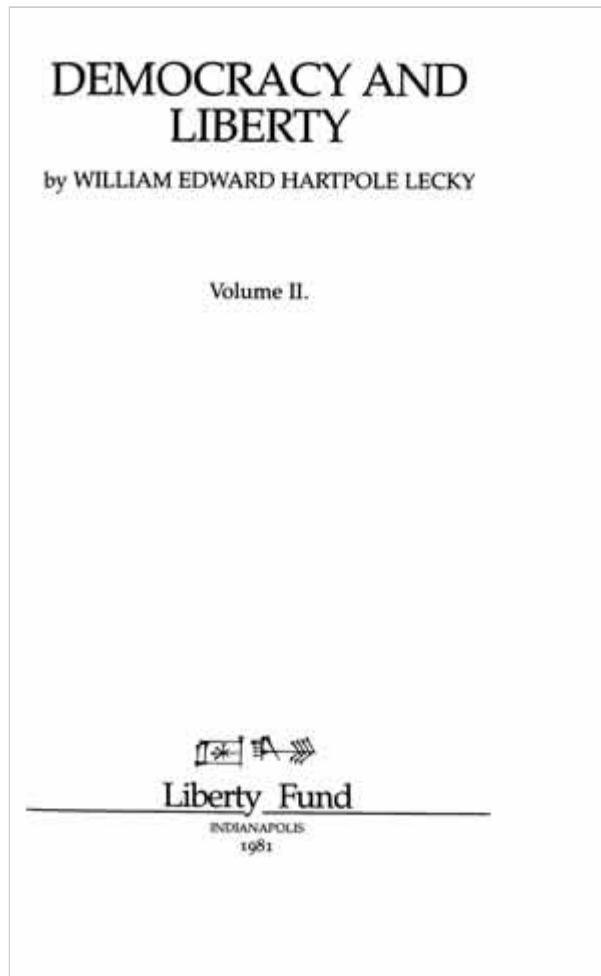 DEMOCRACY AND
LIBERTY
by WILLIAM EDWARD HARTPOLE LECKY
Volume II.
Liberty Fund
INDIANAPOLIS
1981